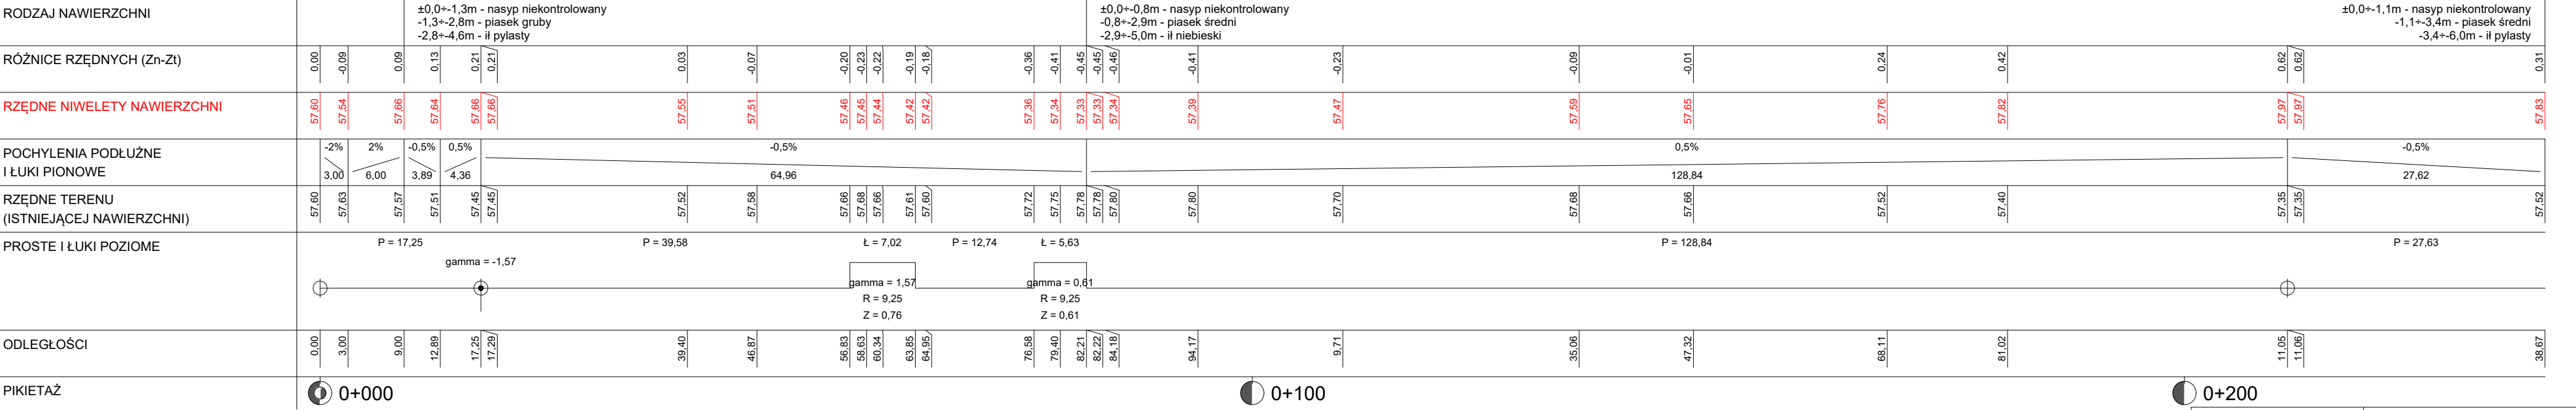 RODZAJ NAWIERZCHNI
±0,0÷-1,3m - nasyp niekontrolowany
-1,3÷-2,8m - piasek gruby
-2,8÷-4,6m - ił pylasty
±0,0÷-0,8m - nasyp niekontrolowany
-0,8÷-2,9m - piasek średni
-2,9÷-5,0m - ił niebieski
±0,0÷-1,1m - nasyp niekontrolowany
-1,1÷-3,4m - piasek średni
-3,4÷-6,0m - ił pylasty
RÓŻNICE RZĘDNYCH (Zn-Zt)
0,00 -0,09 0,09 0,13 0,21 0,21 0,03 -0,07 -0,20 -0,23 -0,22 -0,19 -0,18 -0,36 -0,41 -0,45 -0,45 -0,46 -0,41 -0,23 -0,09 -0,01 0,24 0,42 0,62 0,62 0,31
RZĘDNE NIWELETY NAWIERZCHNI
57,60 57,54 57,66 57,64 57,66 57,66 57,55 57,51 57,46 57,45 57,44 57,42 57,42 57,36 57,34 57,33 57,33 57,34 57,39 57,47 57,59 57,65 57,76 57,82 57,97 57,97 57,83
POCHYLENIA PODŁUŻNE
I ŁUKI PIONOWE
-2% 2% -0,5% 0,5% -0,5% 0,5% -0,5%
3,00 6,00 3,89 4,36 64,96 128,84 27,62
RZĘDNE TERENU
(ISTNIEJĄCEJ NAWIERZCHNI)
57,60 57,63 57,57 57,51 57,45 57,45 57,52 57,58 57,66 57,68 57,66 57,61 57,60 57,72 57,75 57,78 57,78 57,80 57,80 57,70 57,68 57,66 57,52 57,40 57,35 57,35 57,52
PROSTE I ŁUKI POZIOME
P = 17,25 P = 39,58 Ł = 7,02 P = 12,74 Ł = 5,63 P = 128,84 P = 27,63
gamma = -1,57
gamma = 1,57 gamma = 0,61
R = 9,25 R = 9,25
Z = 0,76 Z = 0,61
ODLEGŁOŚCI
0,00 3,00 9,00 12,89 17,25 17,29 39,40 46,87 56,83 58,63 60,34 63,85 64,95 76,58 79,40 82,21 82,22 84,18 94,17 9,71 35,06 47,32 68,11 81,02 11,05 11,06 38,67
PIKIETAŻ
0+000 0+100 0+200